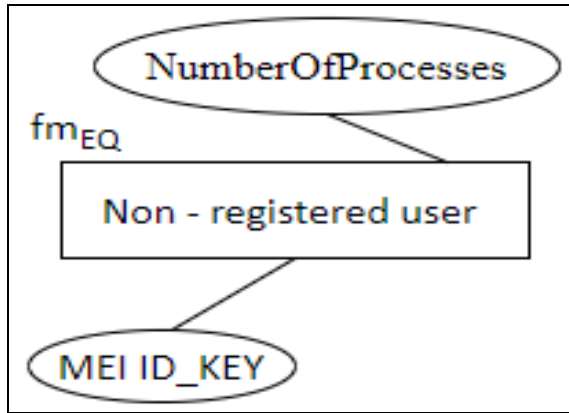 NumberOfProcesses
fmEQ
Non - registered user
MEI ID_KEY